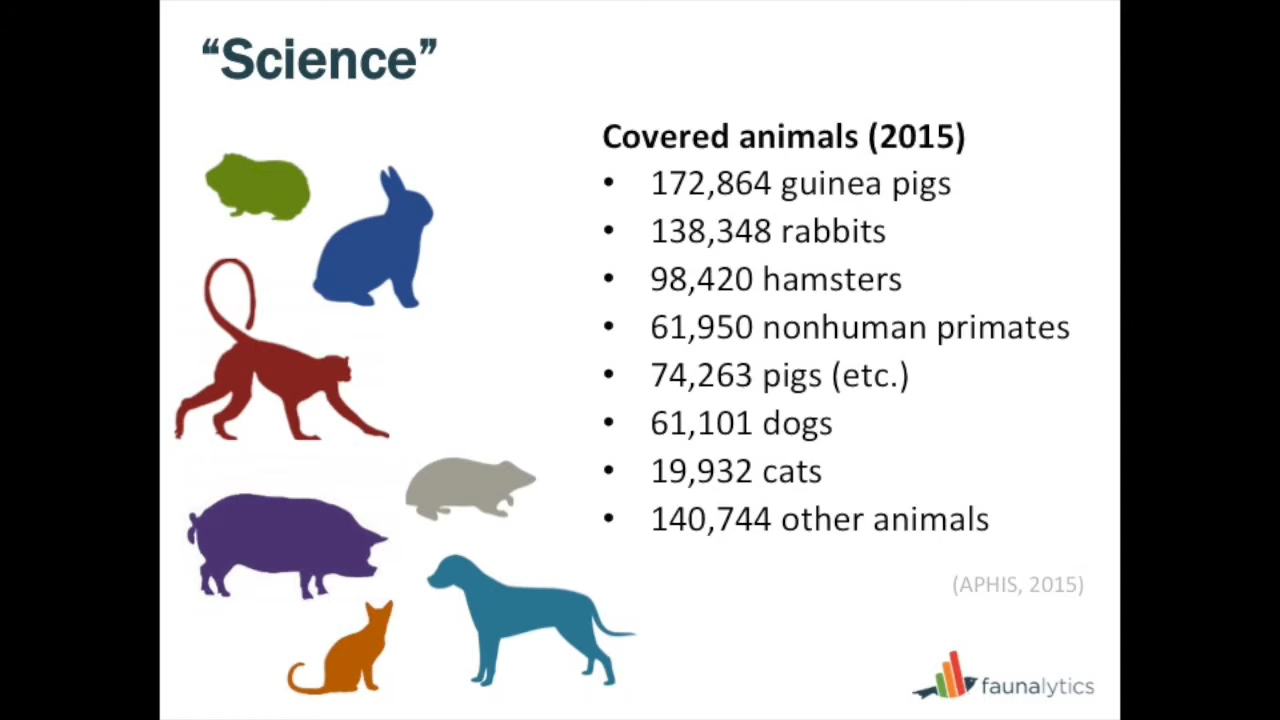 “Science”
Covered animals (2015)
• 172,864 guinea pigs
• 138,348 rabbits
• 98,420 hamsters
• 61,950 nonhuman primates
• 74,263 pigs (etc.)
• 61,101 dogs
• 19,932 cats
• 140,744 other animals
(APHIS, 2015)
faunalytics